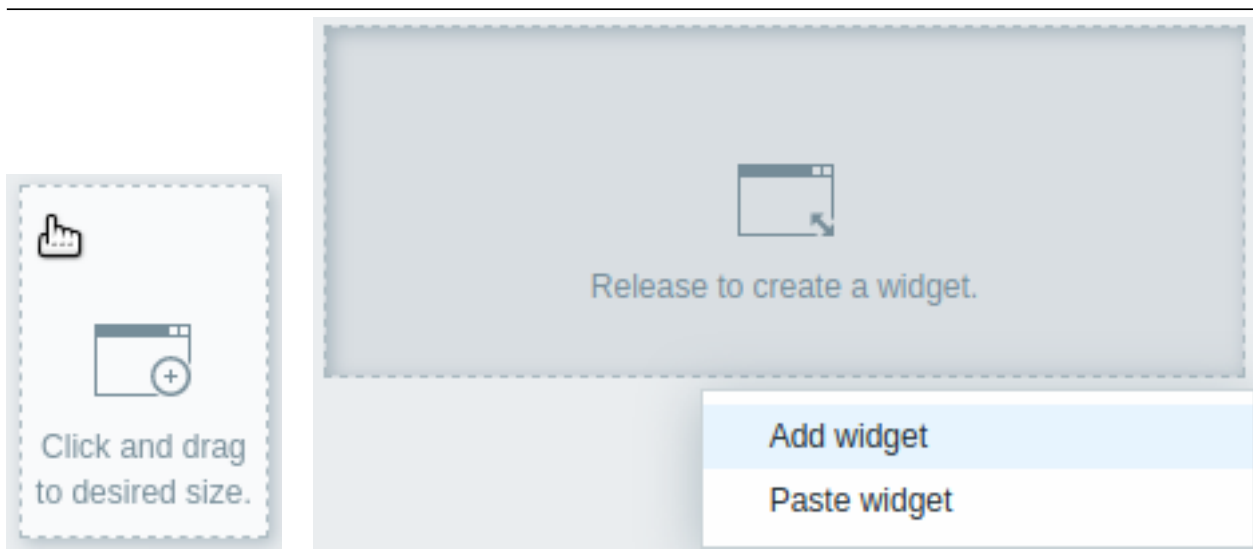 Click and drag
to desired size.
Release to create a widget.
Add widget
Paste widget